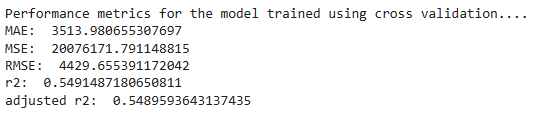 Performance metrics for the model trained using cross validation....
MAE:  3513.980655307697
MSE:  20076171.791148815
RMSE:  4429.655391172042
r2:  0.5491487180650811
adjusted r2:  0.5489593643137435